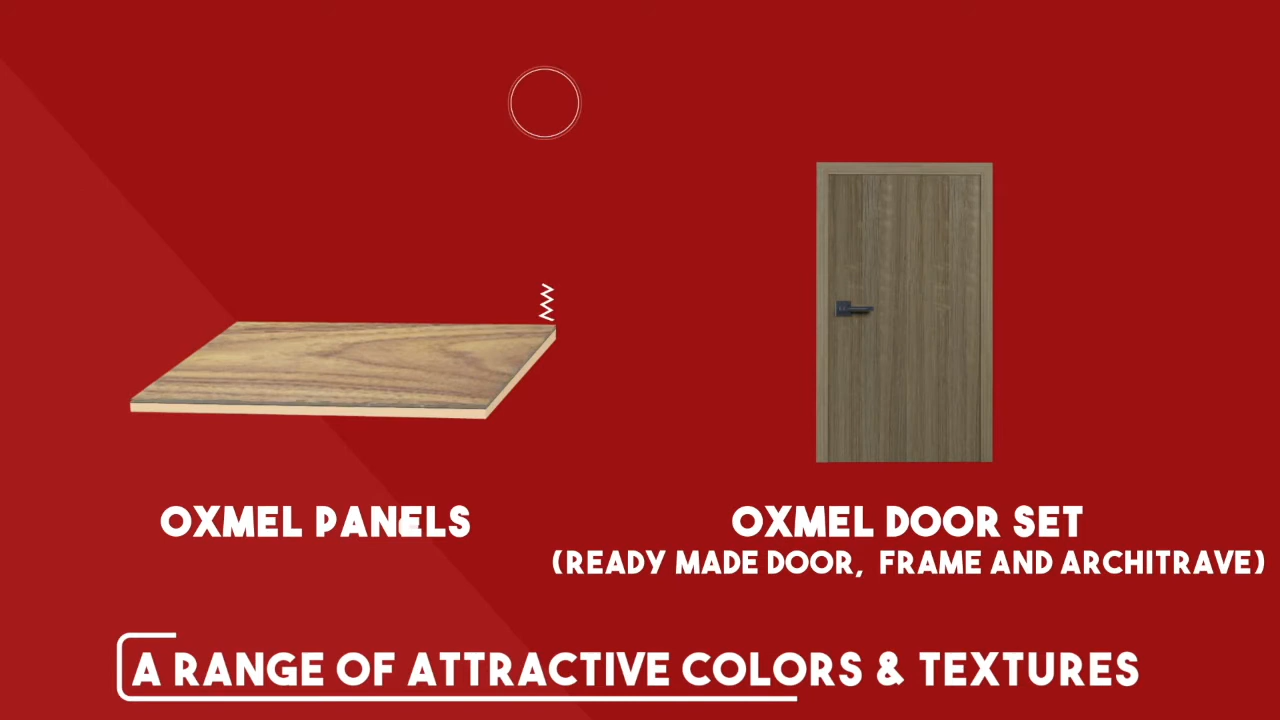 OXMEL PANELS
OXMEL DOOR SET
(READY MADE DOOR, FRAME AND ARCHITRAVE)
A RANGE OF ATTRACTIVE COLORS & TEXTURES